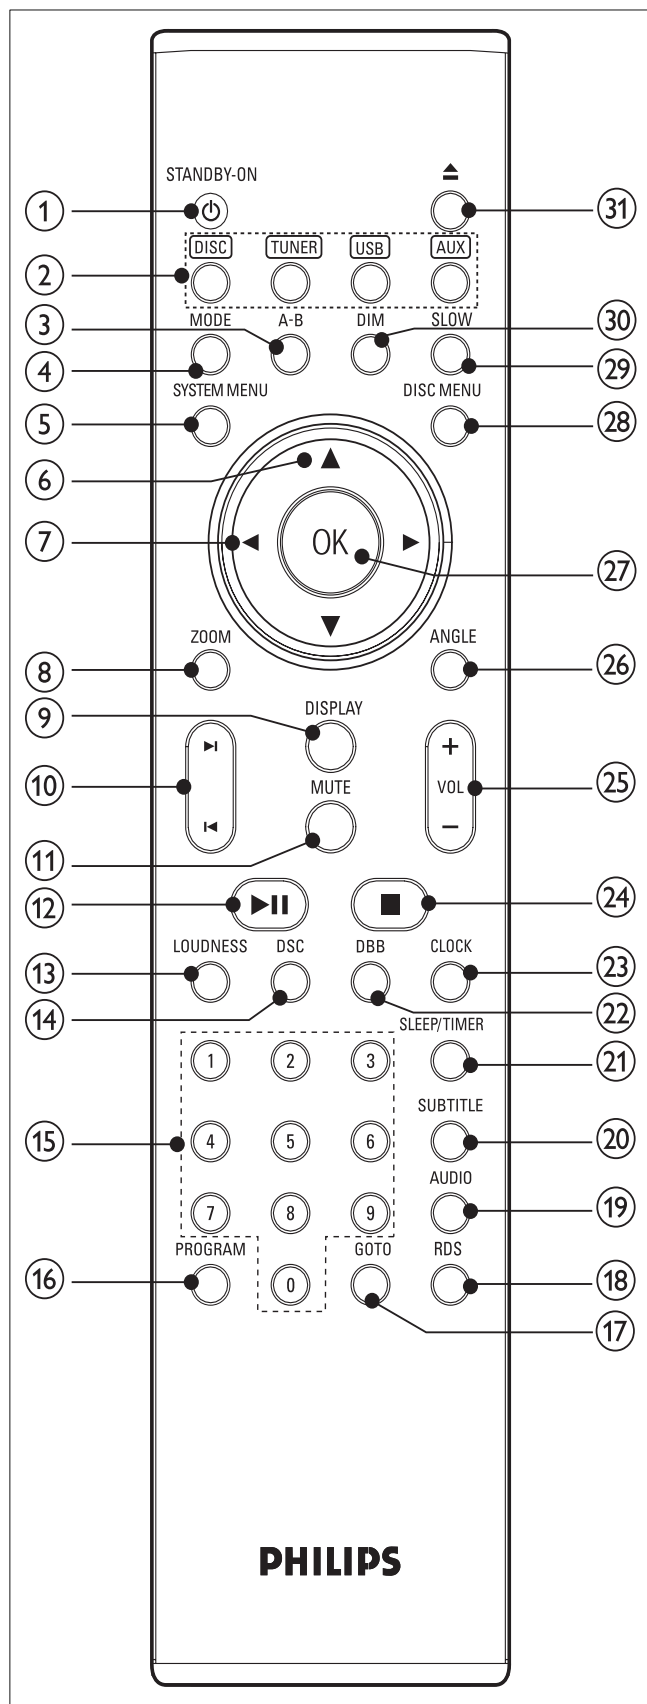 STANDBY-ON
1
31
DISC TUNER USB AUX
2
3
MODE A-B DIM SLOW
30
4
29
SYSTEM MENU DISC MENU
5
28
6
7
OK
27
ZOOM ANGLE
8
26
9
DISPLAY
10
+
VOL
−
25
MUTE
11
12
24
LOUDNESS DSC DBB CLOCK
13
23
14
22
SLEEP/TIMER
1 2 3
21
SUBTITLE
15
4 5 6
20
AUDIO
7 8 9
19
PROGRAM GOTO RDS
16
0
18
17
PHILIPS